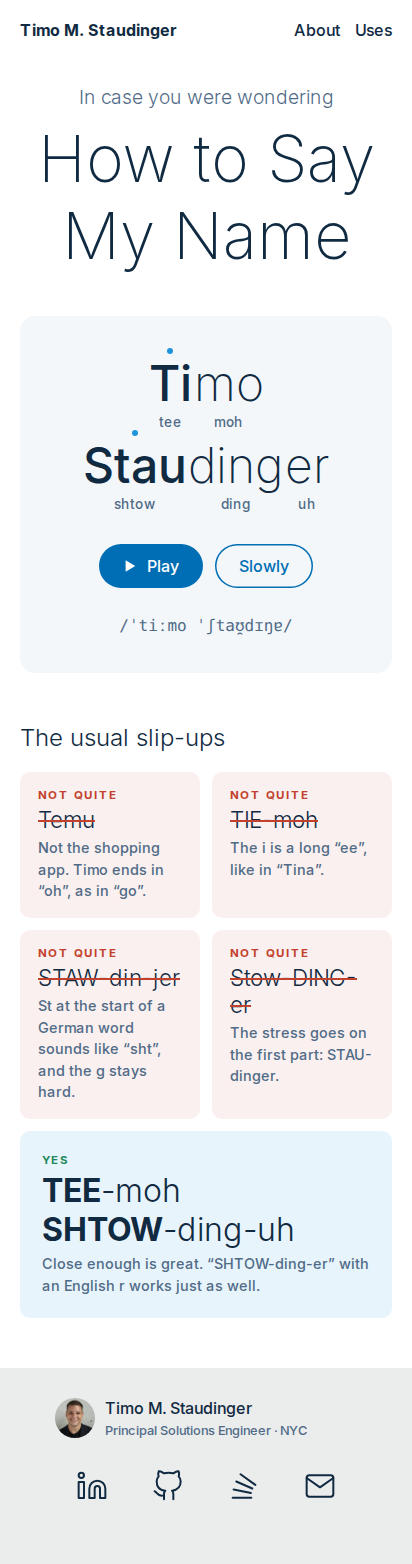 Timo M. Staudinger About Uses
In case you were wondering
How to Say
My Name
Timo
tee moh
Staudinger
shtow ding uh
Play Slowly
/ˈtiːmo ˈʃtaʊ̯dɪŋɐ/
The usual slip-ups
NOT QUITE
Temu
Not the shopping
app. Timo ends in
“oh”, as in “go”.
NOT QUITE
TIE-moh
The i is a long “ee”,
like in “Tina”.
NOT QUITE
STAW-din-jer
St at the start of a
German word
sounds like “sht”,
and the g stays
hard.
NOT QUITE
Stow-DING-
er
The stress goes on
the first part: STAU-
dinger.
YES
TEE-moh
SHTOW-ding-uh
Close enough is great. “SHTOW-ding-er” with
an English r works just as well.
Timo M. Staudinger
Principal Solutions Engineer · NYC